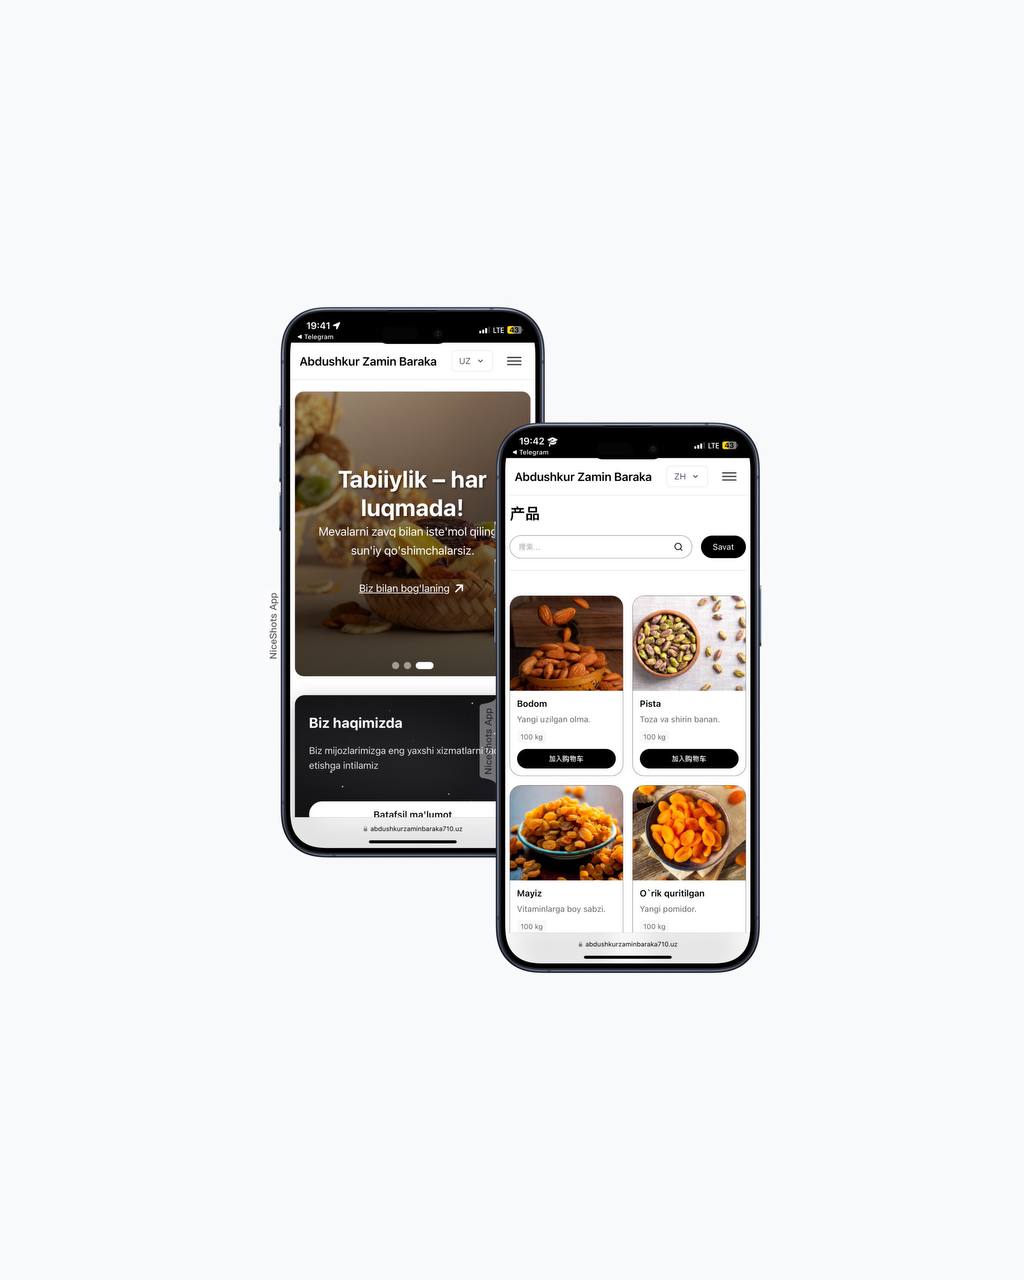 19:41
LTE 43
◀ Telegram
Abdushkur Zamin Baraka
UZ
Tabiiylik – har
luqmada!
Mevalarni zavq bilan iste'mol qiling
sun'iy qo'shimchalarsiz.
Biz bilan bog'laning
Biz haqimizda
Biz mijozlarimizga eng yaxshi xizmatlarni
etishga intilamiz
Batafsil ma'lumot
abdushkurzaminbaraka710.uz
NiceShots App
19:42
LTE 43
◀ Telegram
Abdushkur Zamin Baraka
ZH
产品
搜索...
Savat
Bodom
Yangi uzilgan olma.
100 kg
加入购物车
Pista
Toza va shirin banan.
100 kg
加入购物车
Mayiz
Vitaminlarga boy sabzi.
100 kg
O`rik quritilgan
Yangi pomidor.
100 kg
abdushkurzaminbaraka710.uz
NiceShots App